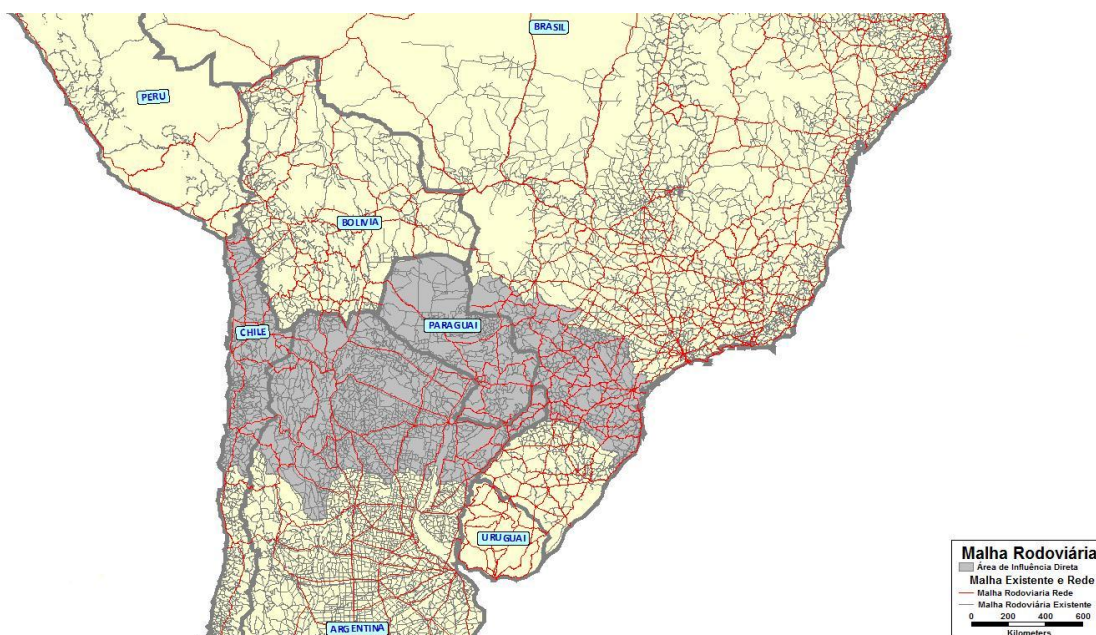 BRASIL
PERU
BOLIVIA
PARAGUAI
CHILE
URUGUAI
ARGENTINA
Malha Rodoviária
Área de Influência Direta
Malha Existente e Rede
Malha Rodoviaria Rede
Malha Rodoviária Existente
0 200 400 600
Kilometers